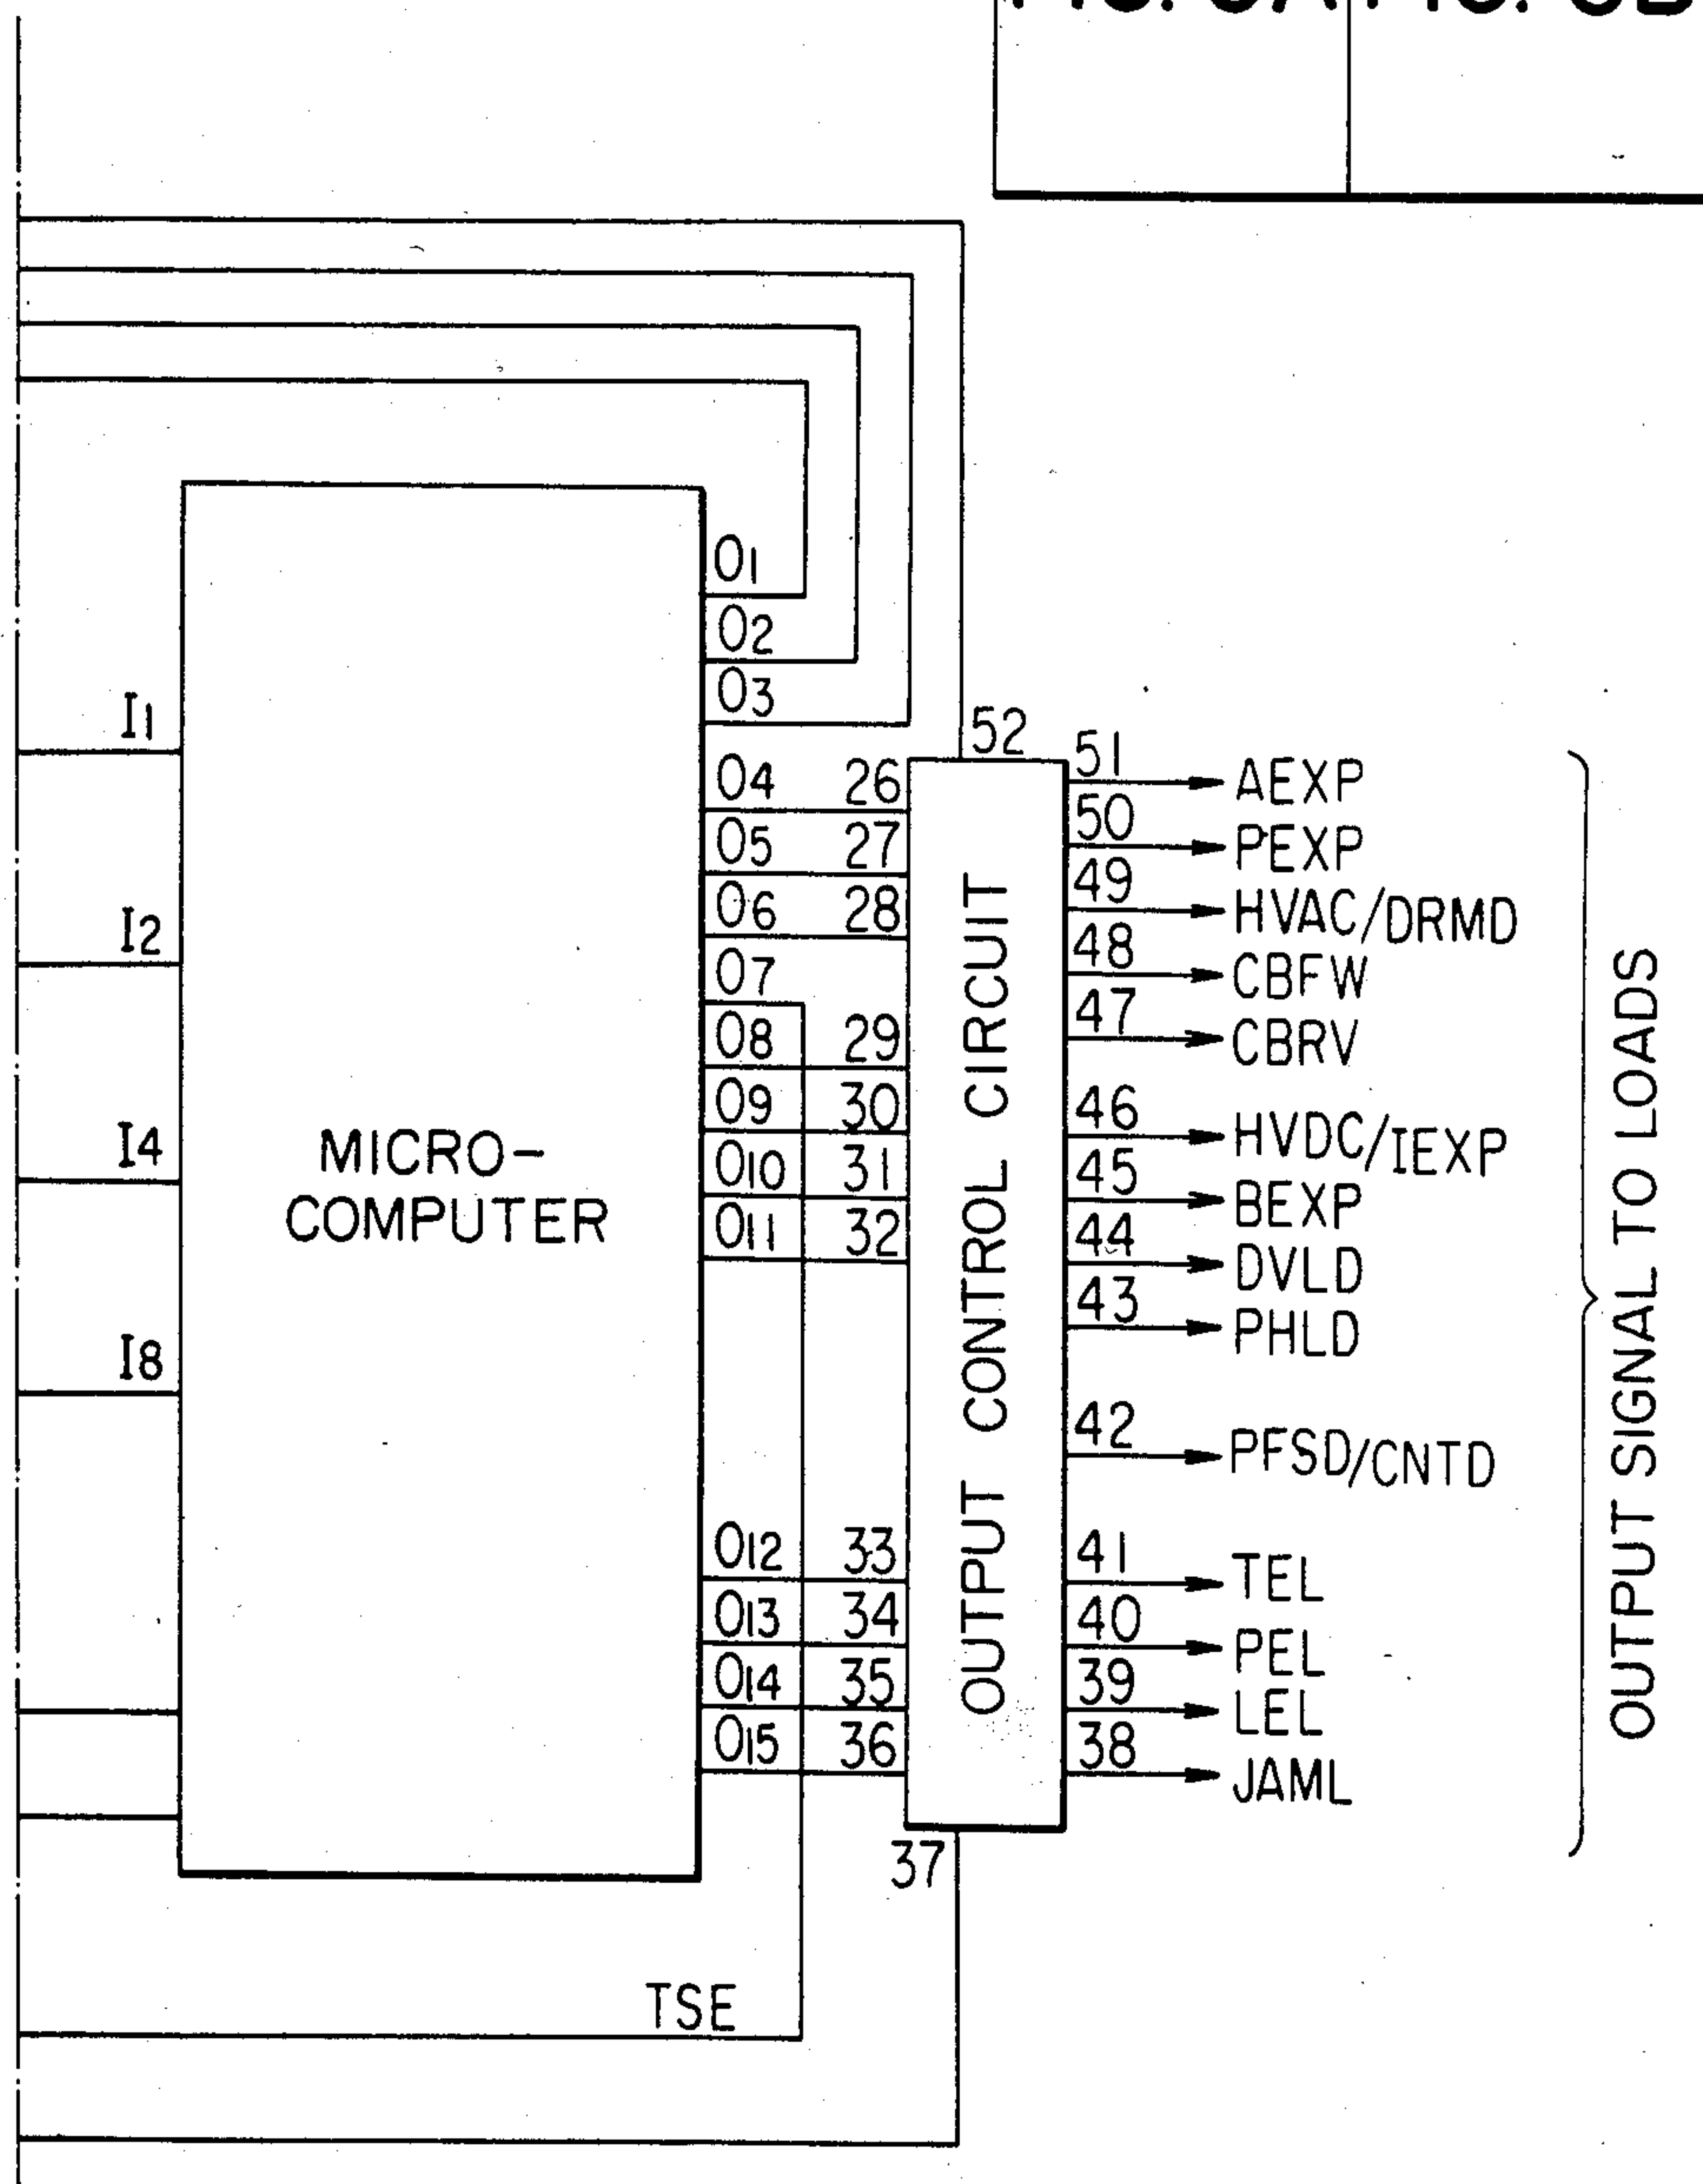 O1
O2
O3
I1
52
51 AEXP
O4 26
50 PEXP
O5 27
49 HVAC/DRMD
O6 28
I2
48 CBFW
O7
47 CBRV
O8 29
O9 30
46 HVDC/IEXP
I4
MICRO-
COMPUTER
O10 31
45 BEXP
O11 32
44 DVLD
43 PHLD
I8
42 PFSD/CNTD
O12 33
41 TEL
O13 34
40 PEL
O14 35
39 LEL
O15 36
38 JAML
37
OUTPUT CONTROL CIRCUIT
OUTPUT SIGNAL TO LOADS
TSE